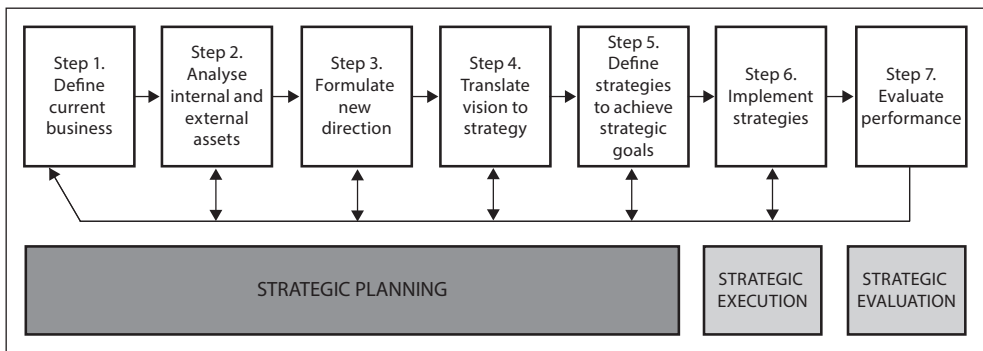 Step 1.
Define
current
business
Step 2.
Analyse
internal and
external
assets
Step 3.
Formulate
new
direction
Step 4.
Translate
vision to
strategy
Step 5.
Define
strategies
to achieve
strategic
goals
Step 6.
Implement
strategies
Step 7.
Evaluate
performance
STRATEGIC PLANNING
STRATEGIC
EXECUTION
STRATEGIC
EVALUATION